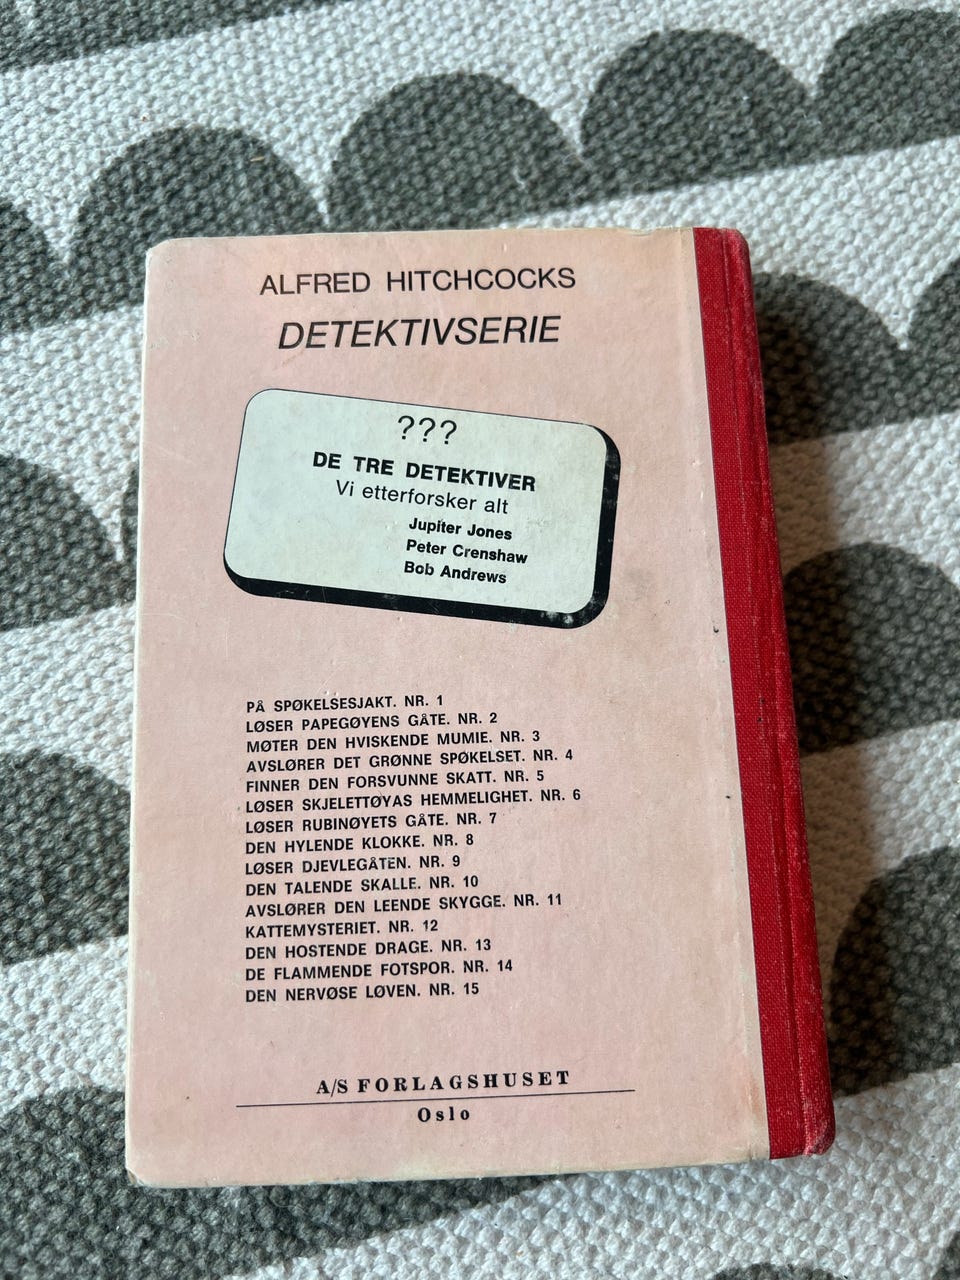 ALFRED HITCHCOCKS
DETEKTIVSERIE
???
DE TRE DETEKTIVER
Vi etterforsker alt
Jupiter Jones
Peter Crenshaw
Bob Andrews
PÅ SPØKELSESJAKT. NR. 1
LØSER PAPEGØYENS GÅTE. NR. 2
MØTER DEN HVISKENDE MUMIE. NR. 3
AVSLØRER DET GRØNNE SPØKELSET. NR. 4
FINNER DEN FORSVUNNE SKATT. NR. 5
LØSER SKJELETTØYAS HEMMELIGHET. NR. 6
LØSER RUBINØYETS GÅTE. NR. 7
DEN HYLENDE KLOKKE. NR. 8
LØSER DJEVLEGÅTEN. NR. 9
DEN TALENDE SKALLE. NR. 10
AVSLØRER DEN LEENDE SKYGGE. NR. 11
KATTEMYSTERIET. NR. 12
DEN HOSTENDE DRAGE. NR. 13
DE FLAMMENDE FOTSPOR. NR. 14
DEN NERVØSE LØVEN. NR. 15
A/S FORLAGSHUSET
Oslo